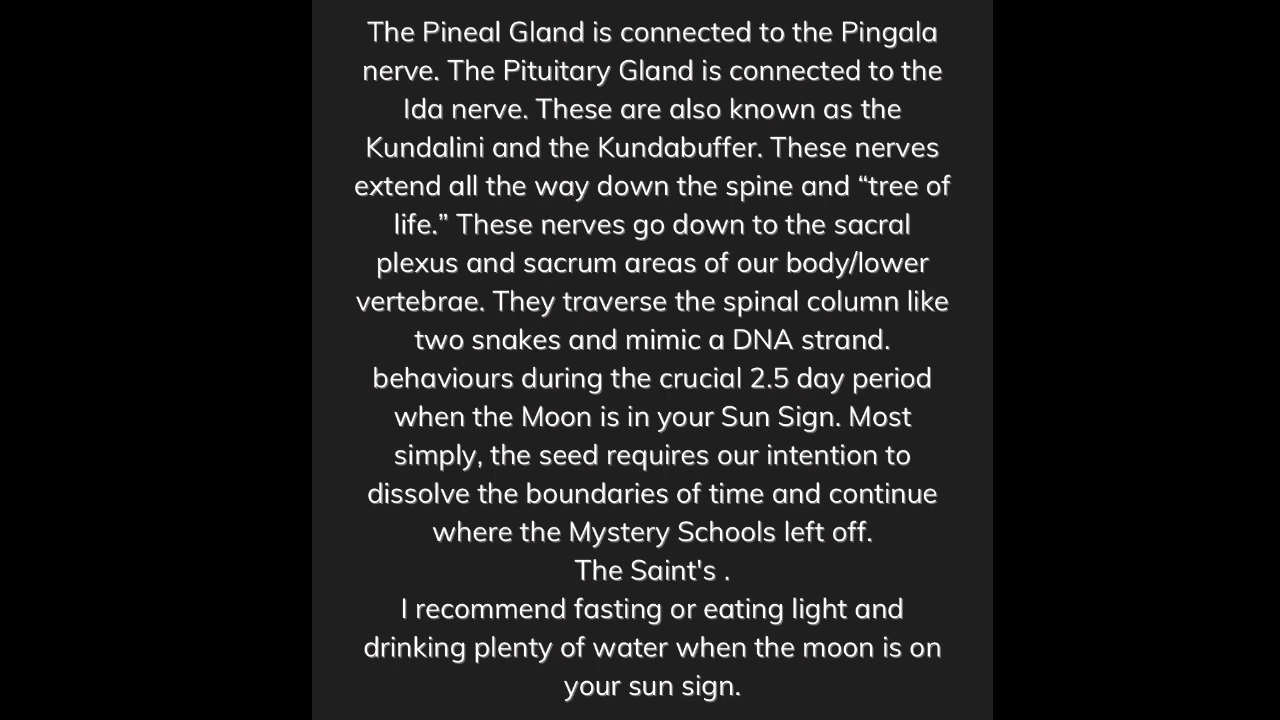 The Pineal Gland is connected to the Pingala
nerve. The Pituitary Gland is connected to the
Ida nerve. These are also known as the
Kundalini and the Kundabuffer. These nerves
extend all the way down the spine and “tree of
life.” These nerves go down to the sacral
plexus and sacrum areas of our body/lower
vertebrae. They traverse the spinal column like
two snakes and mimic a DNA strand.
behaviours during the crucial 2.5 day period
when the Moon is in your Sun Sign. Most
simply, the seed requires our intention to
dissolve the boundaries of time and continue
where the Mystery Schools left off.
The Saint's .
I recommend fasting or eating light and
drinking plenty of water when the moon is on
your sun sign.